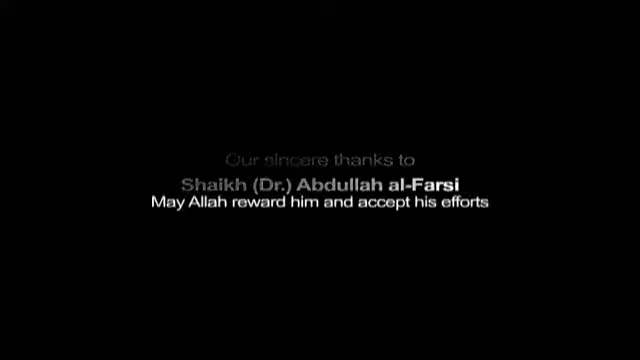 Our sincere thanks to
Shaikh (Dr.) Abdullah al-Farsi
May Allah reward him and accept his efforts